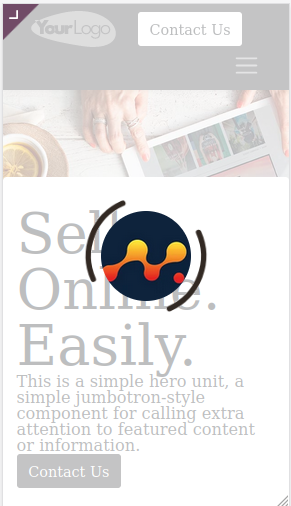 YourLogo
Contact Us
Sell
Online.
Easily.
This is a simple hero unit, a
simple jumbotron-style
component for calling extra
attention to featured content
or information.
Contact Us